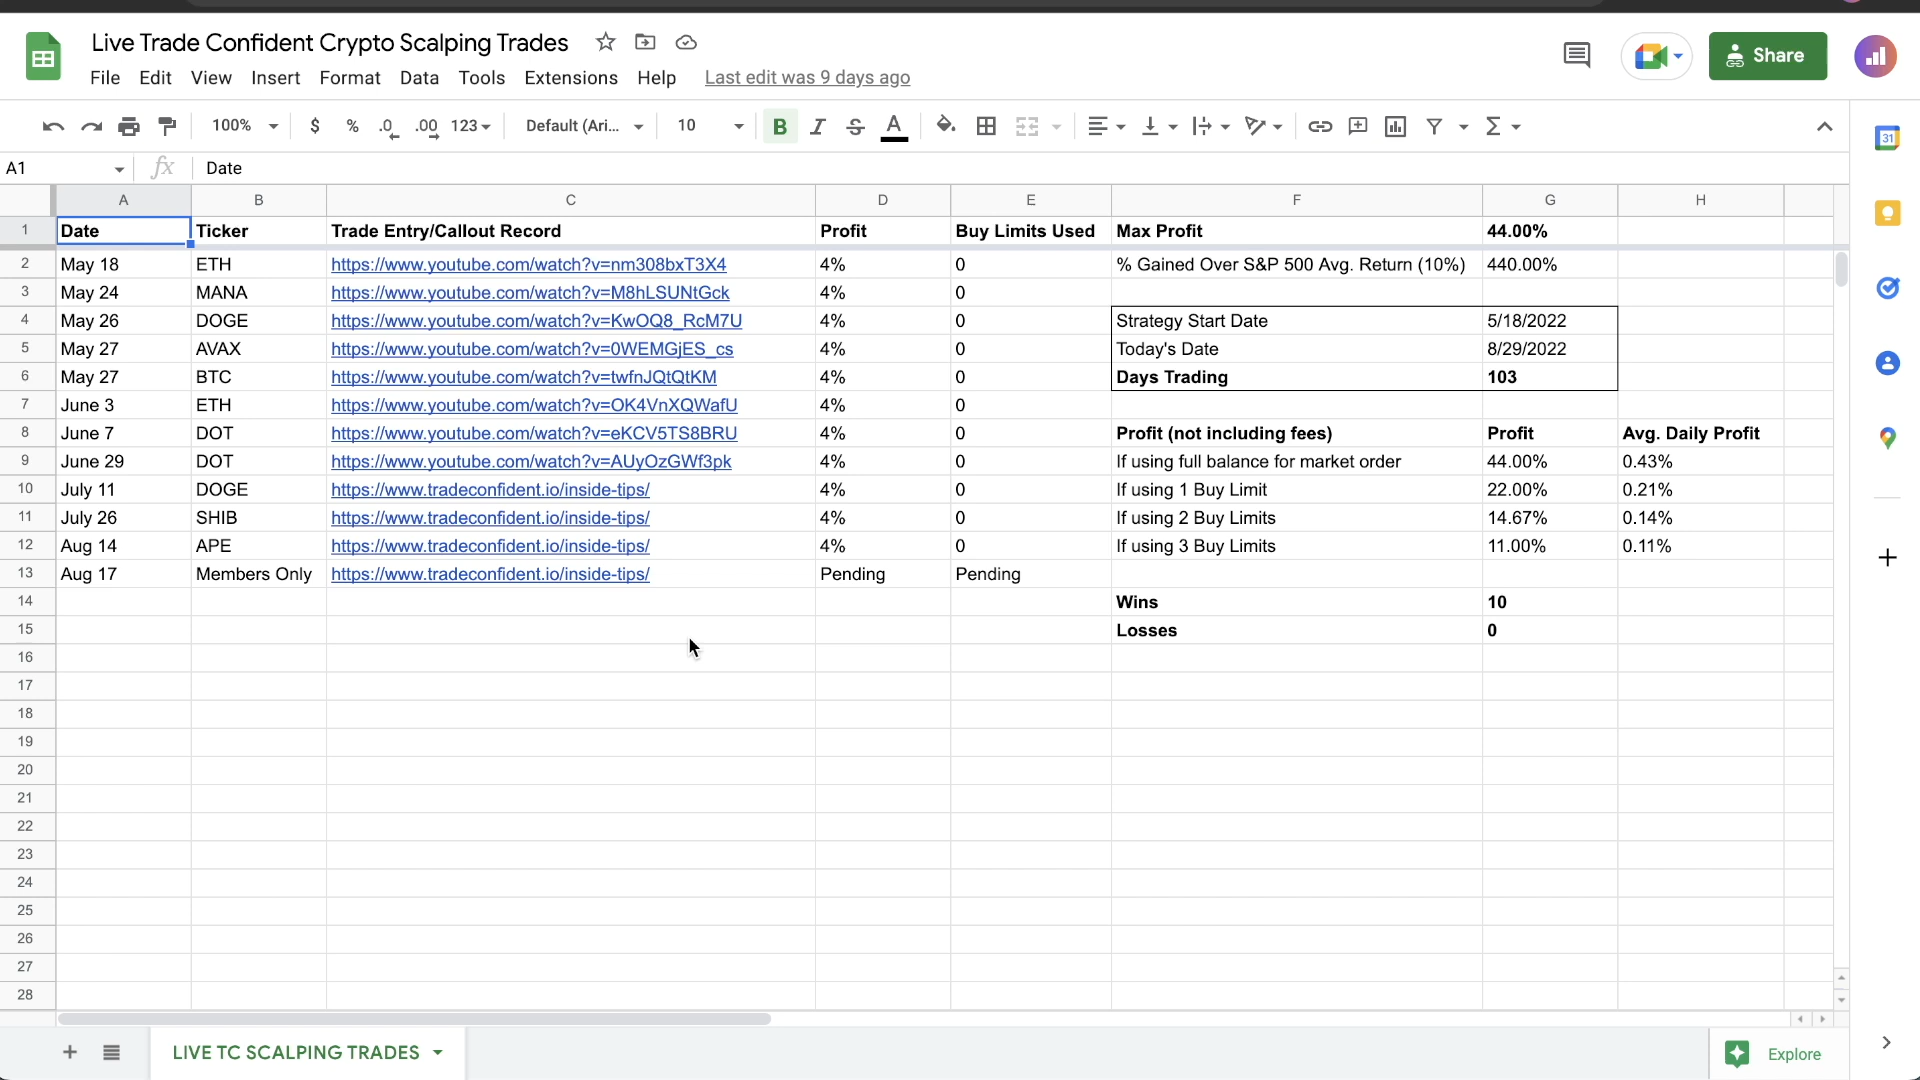 Live Trade Confident Crypto Scalping Trades
File Edit View Insert Format Data Tools Extensions Help Last edit was 9 days ago
Share
100% $ % .0 .00 123 Default (Ari... 10 B I S A
31
A1 fx Date
A B C D E F G H
1 Date Ticker Trade Entry/Callout Record Profit Buy Limits Used Max Profit 44.00%
2 May 18 ETH https://www.youtube.com/watch?v=nm308bxT3X4 4% 0 % Gained Over S&P 500 Avg. Return (10%) 440.00%
3 May 24 MANA https://www.youtube.com/watch?v=M8hLSUNtGck 4% 0
4 May 26 DOGE https://www.youtube.com/watch?v=KwOQ8_RcM7U 4% 0 Strategy Start Date 5/18/2022
5 May 27 AVAX https://www.youtube.com/watch?v=0WEMGjES_cs 4% 0 Today's Date 8/29/2022
6 May 27 BTC https://www.youtube.com/watch?v=twfnJQtQtKM 4% 0 Days Trading 103
7 June 3 ETH https://www.youtube.com/watch?v=OK4VnXQWafU 4% 0
8 June 7 DOT https://www.youtube.com/watch?v=eKCV5TS8BRU 4% 0 Profit (not including fees) Profit Avg. Daily Profit
9 June 29 DOT https://www.youtube.com/watch?v=AUyOzGWf3pk 4% 0 If using full balance for market order 44.00% 0.43%
10 July 11 DOGE https://www.tradeconfident.io/inside-tips/ 4% 0 If using 1 Buy Limit 22.00% 0.21%
11 July 26 SHIB https://www.tradeconfident.io/inside-tips/ 4% 0 If using 2 Buy Limits 14.67% 0.14%
12 Aug 14 APE https://www.tradeconfident.io/inside-tips/ 4% 0 If using 3 Buy Limits 11.00% 0.11%
13 Aug 17 Members Only https://www.tradeconfident.io/inside-tips/ Pending Pending
14 Wins 10
15 Losses 0
16
17
18
19
20
21
22
23
24
25
26
27
28
LIVE TC SCALPING TRADES
Explore